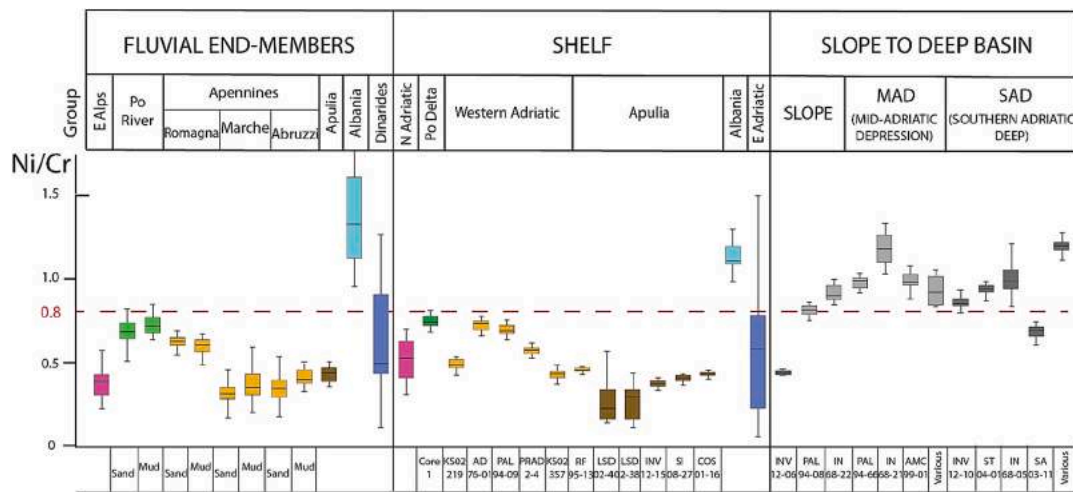 FLUVIAL END-MEMBERS SHELF SLOPE TO DEEP BASIN
Group
E Alps
Po River
Apennines
Romagna Marche Abruzzi
Apulia
Albania
Dinarides
N Adriatic
Po Delta
Western Adriatic
Apulia
Albania
E Adriatic
SLOPE
MAD
(MID-ADRIATIC DEPRESSION)
SAD
(SOUTHERN ADRIATIC DEEP)
Ni/Cr
1.5
1.0
0.8
0.5
0
Sand Mud Sand Mud Sand Mud Sand Mud
Core KS02 AD PAL PRAD KS02 RF LSD LSD INV SI COS
1 219 76-01 94-09 2-4 357 95-13 02-40 02-38 12-15 08-27 01-16
INV PAL IN PAL IN AMC Various INV ST IN SA Various
12-06 94-08 68-22 94-66 68-21 99-01 12-10 04-01 68-05 03-11